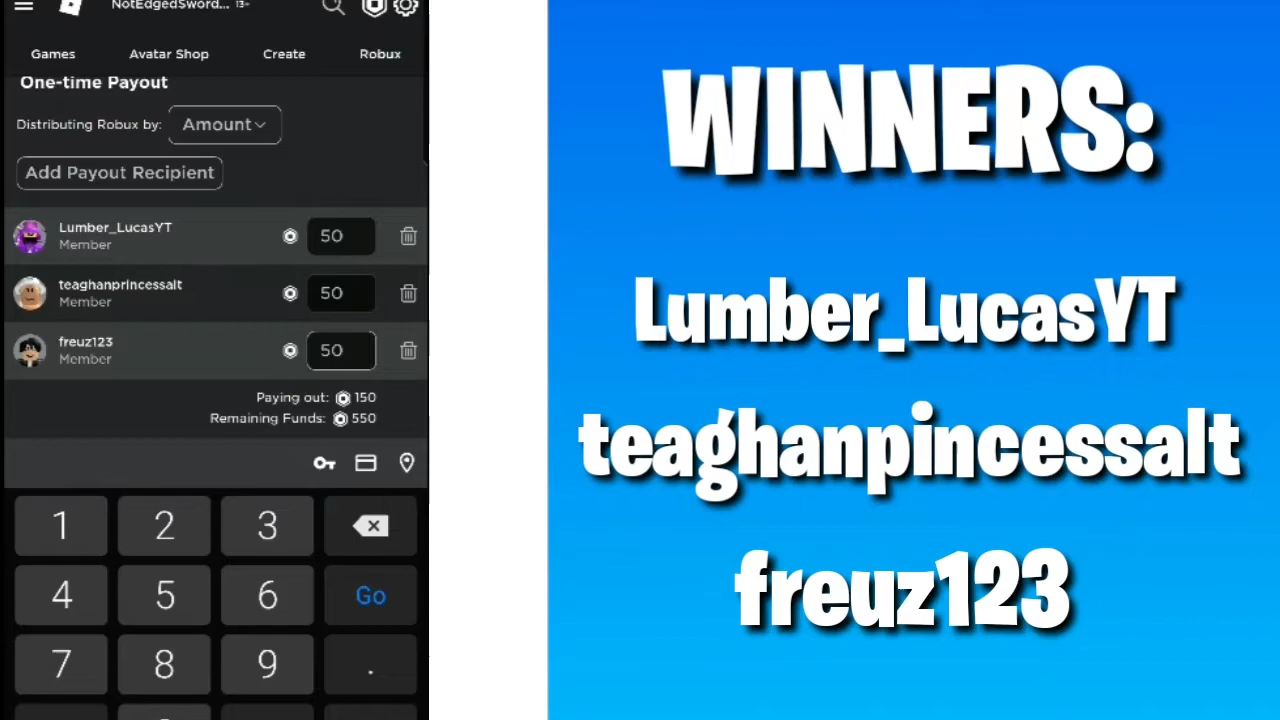 NotEdgedSword... 13+
Games Avatar Shop Create Robux
One-time Payout
Distributing Robux by: Amount
Add Payout Recipient
Lumber_LucasYT
Member
50
teaghanprincessalt
Member
50
freuz123
Member
50
Paying out: 150
Remaining Funds: 550
1 2 3
4 5 6 Go
7 8 9 .
WINNERS:
Lumber_LucasYT
teaghanpincessalt
freuz123